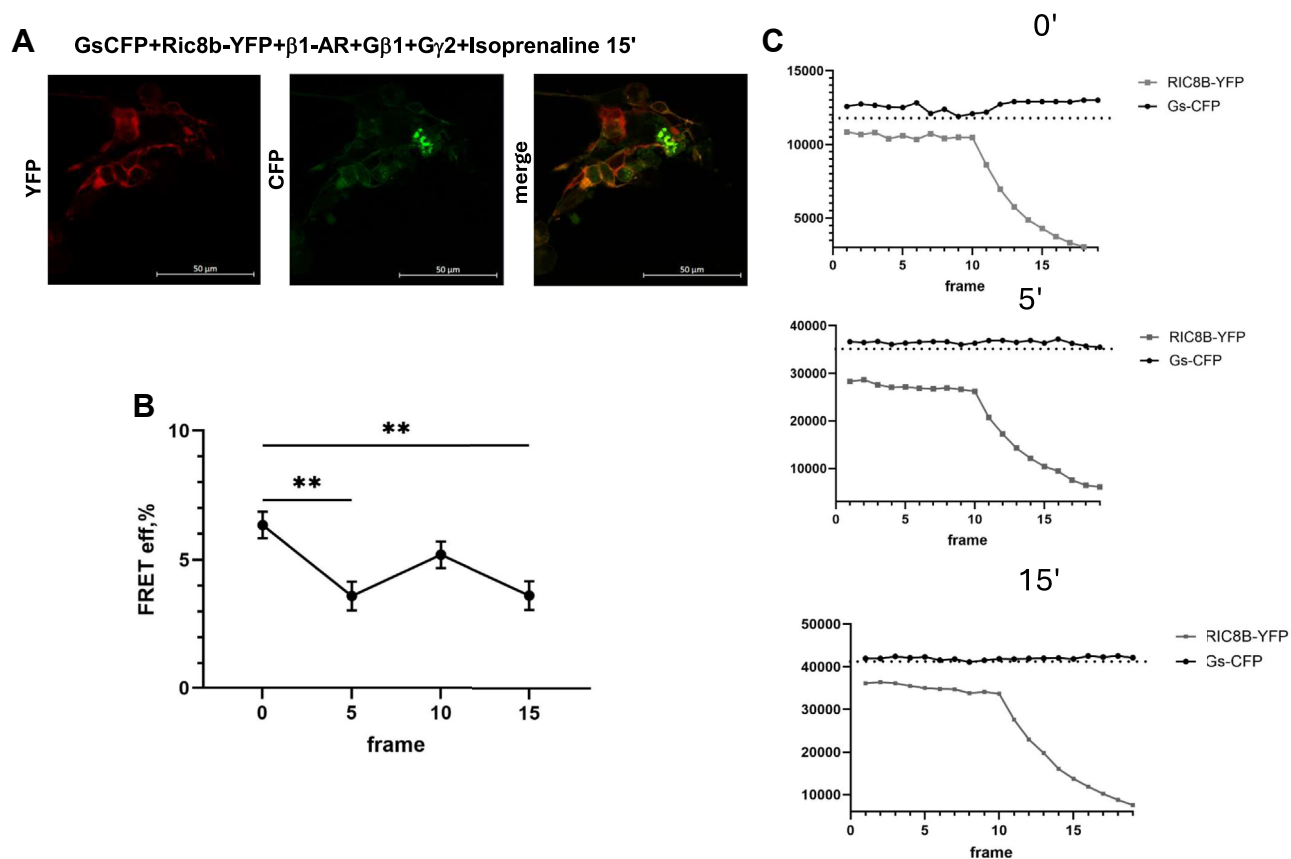 A
GsCFP+Ric8b-YFP+β1-AR+Gβ1+Gγ2+Isoprenaline 15'
YFP
50 μm
CFP
50 μm
merge
50 μm
B
10
5
0
FRET eff,%
**
**
0 5 10 15
frame
C
0'
15000
10000
5000
0 5 10 15
frame
RIC8B-YFP
Gs-CFP
5'
40000
30000
20000
10000
0 5 10 15
frame
RIC8B-YFP
Gs-CFP
15'
50000
40000
30000
20000
10000
0 5 10 15
frame
RIC8B-YFP
Gs-CFP